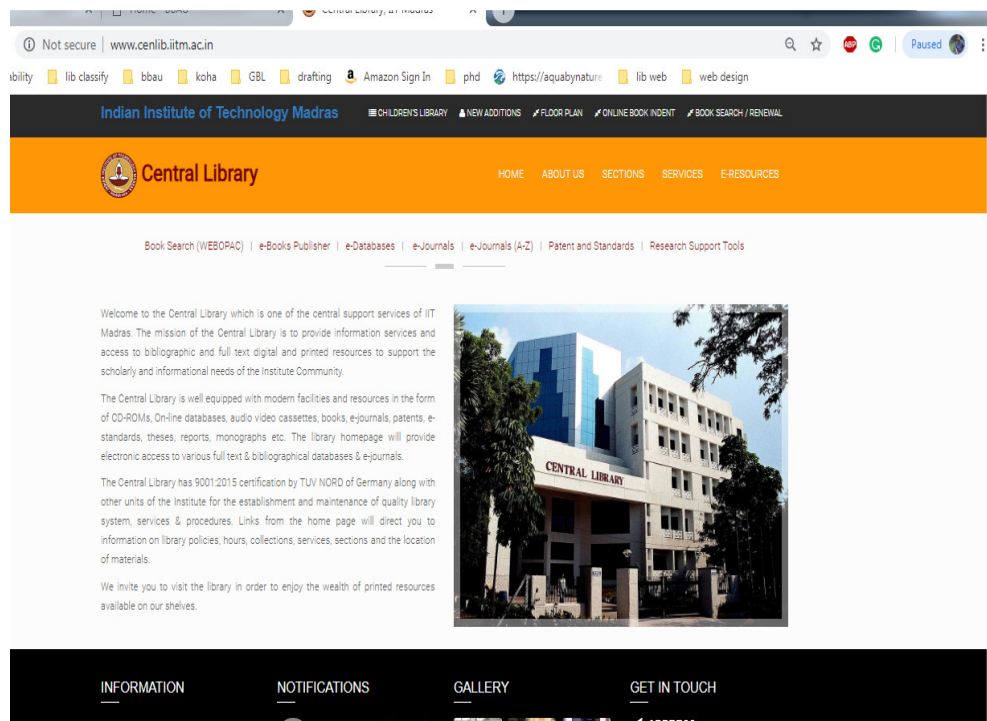 Home - BBAU
Central Library, IIT Madras
Not secure | www.cenlib.iitm.ac.in
ABP
G
Paused
lib classify
bbau
koha
GBL
drafting
Amazon Sign In
phd
https://aquabynature
lib web
web design
Indian Institute of Technology Madras
CHILDREN'S LIBRARY NEW ADDITIONS FLOOR PLAN ONLINE BOOK INDENT BOOK SEARCH / RENEWAL
Central Library
HOME ABOUT US SECTIONS SERVICES E-RESOURCES
Book Search (WEBOPAC) | e-Books Publisher | e-Databases | e-Journals | e-Journals (A-Z) | Patent and Standards | Research Support Tools
Welcome to the Central Library which is one of the central support services of IIT
Madras. The mission of the Central Library is to provide information services and
access to bibliographic and full text digital and printed resources to support the
scholarly and informational needs of the Institute Community.
The Central Library is well equipped with modern facilities and resources in the form
of CD-ROMs, On-line databases, audio video cassettes, books, e-journals, patents, e-
standards, theses, reports, monographs etc. The library homepage will provide
electronic access to various full text & bibliographical databases & e-journals.
The Central Library has 9001:2015 certification by TUV NORD of Germany along with
other units of the Institute for the establishment and maintenance of quality library
system, services & procedures. Links from the home page will direct you to
information on library policies, hours, collections, services, sections and the location
of materials.
We invite you to visit the library in order to enjoy the wealth of printed resources
available on our shelves.
CENTRAL LIBRARY
INFORMATION
NOTIFICATIONS
GALLERY
GET IN TOUCH